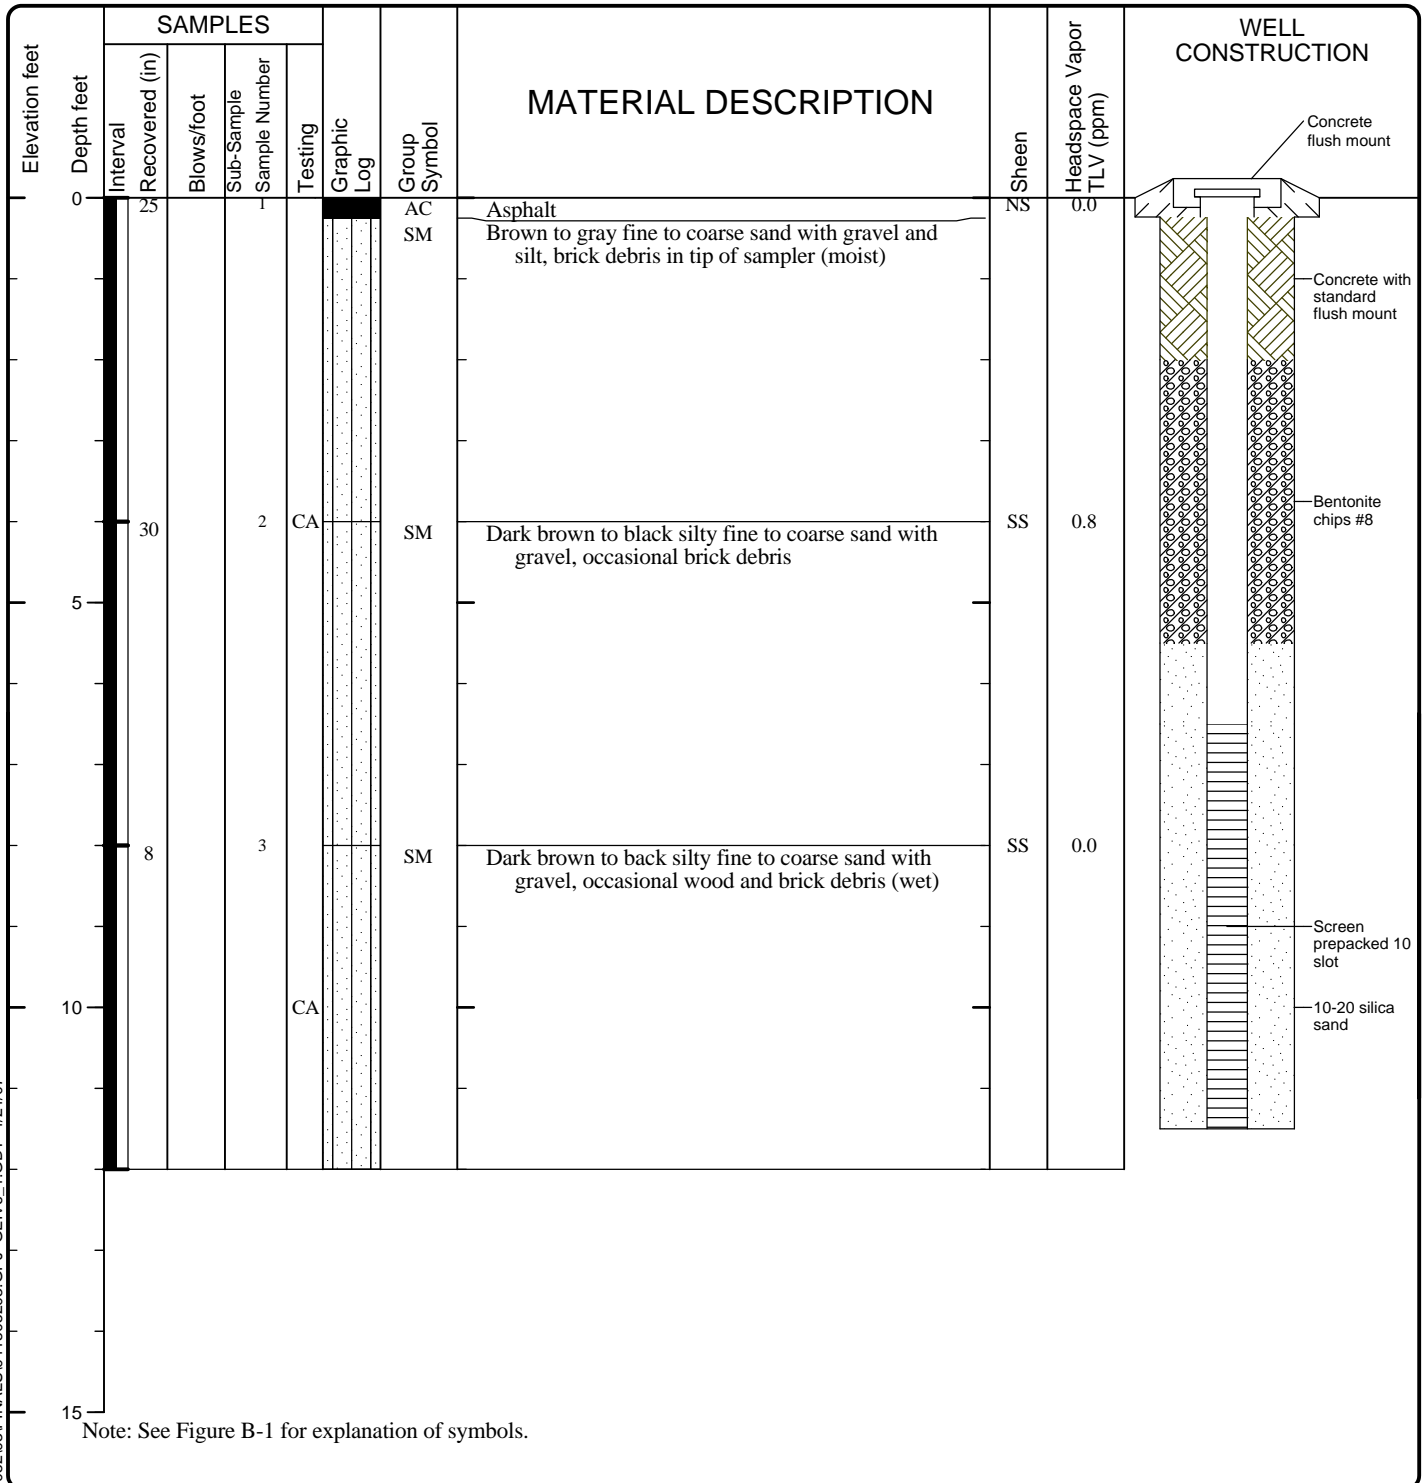 SAMPLES
WELL
CONSTRUCTION
Elevation feet
Depth feet
Interval
Recovered (in)
Blows/foot
Sub-Sample
Sample Number
Testing
Graphic
Log
Group
Symbol
MATERIAL DESCRIPTION
Sheen
Headspace Vapor
TLV (ppm)
Concrete
flush mount
0
25
1
AC
Asphalt
NS
0.0
SM
Brown to gray fine to coarse sand with gravel and
silt, brick debris in tip of sampler (moist)
Concrete with
standard
flush mount
Bentonite
chips #8
30
2
CA
SM
Dark brown to black silty fine to coarse sand with
gravel, occasional brick debris
SS
0.8
5
8
3
SM
Dark brown to back silty fine to coarse sand with
gravel, occasional wood and brick debris (wet)
SS
0.0
Screen
prepacked 10
slot
10
CA
10-20 silica
sand
15
Note: See Figure B-1 for explanation of symbols.